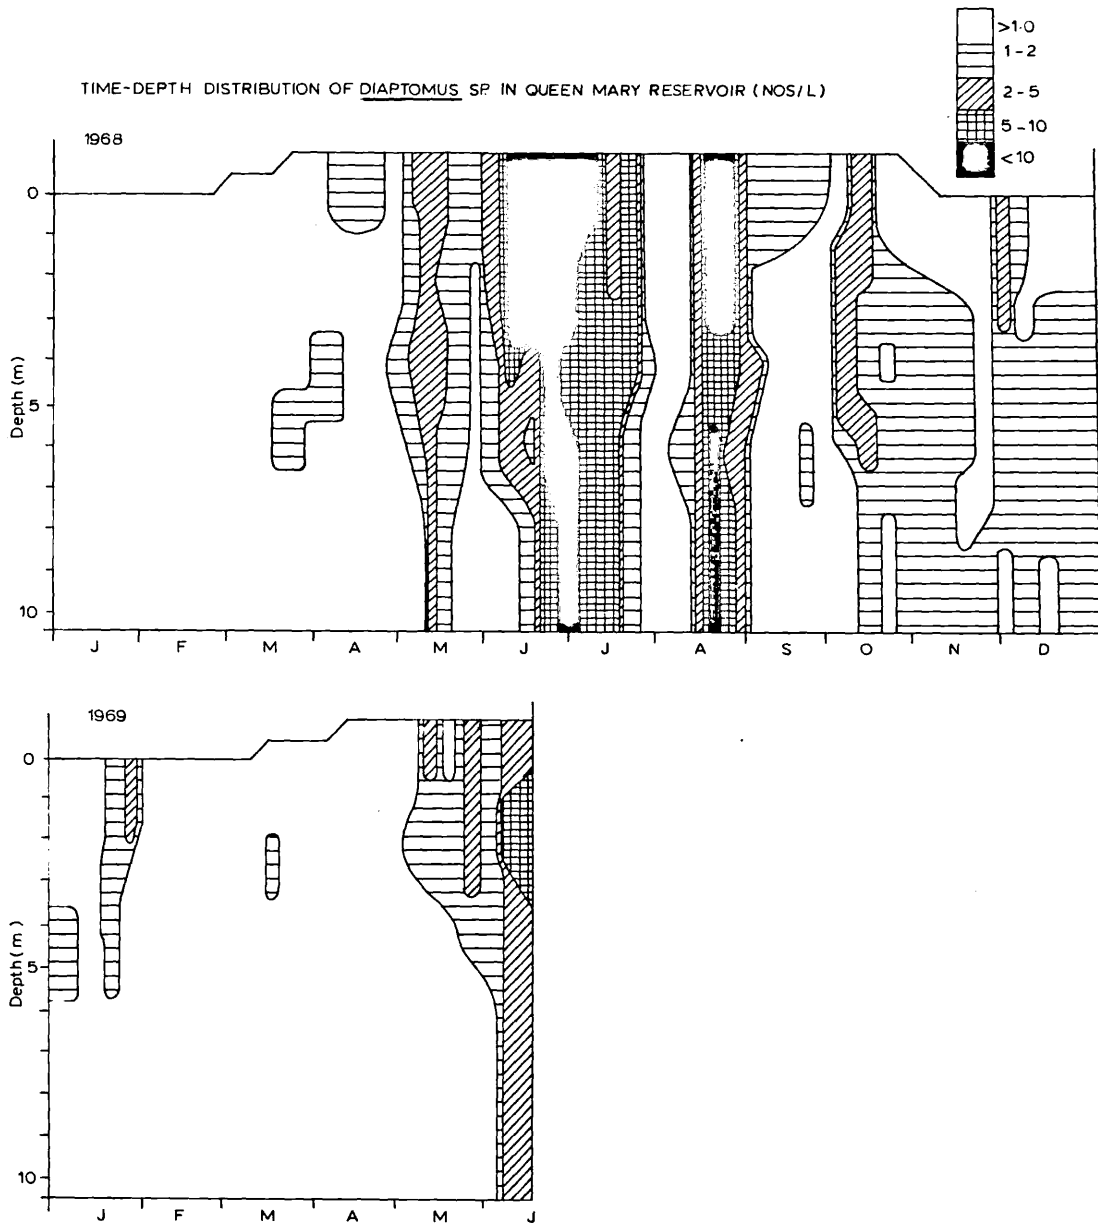 >1·0
1-2
2-5
5-10
<10
TIME-DEPTH DISTRIBUTION OF DIAPTOMUS SP. IN QUEEN MARY RESERVOIR (NOS/L)
1968
0
5
10
Depth (m)
J F M A M J J A S O N D
1969
0
5
10
Depth (m)
J F M A M J